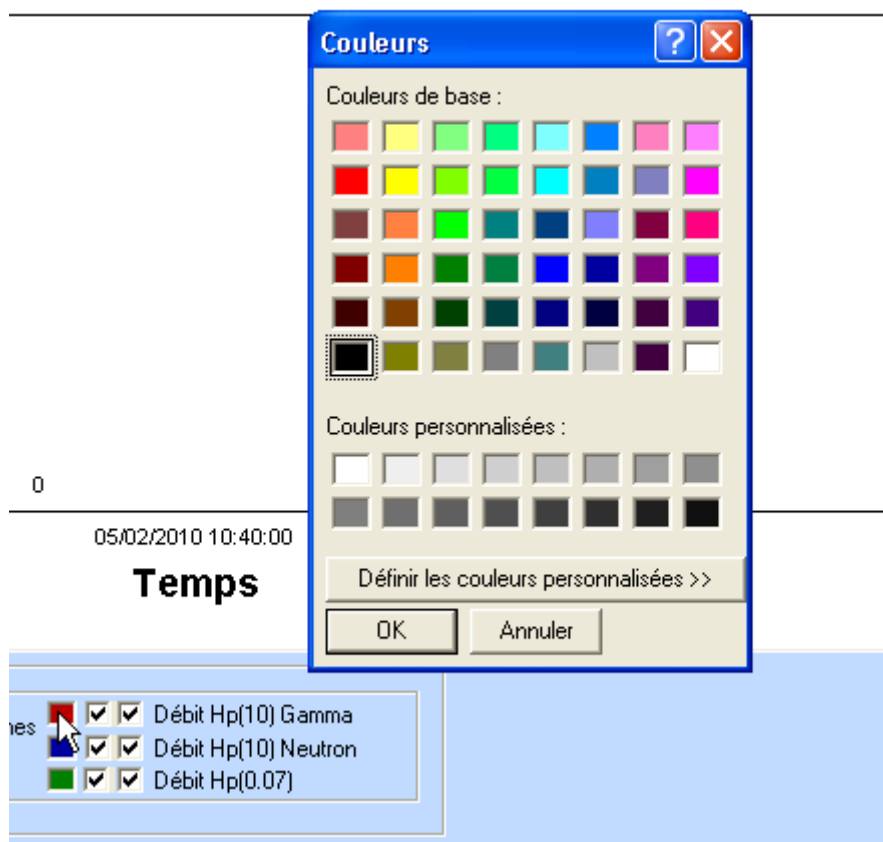 Couleurs
Couleurs de base :
Couleurs personnalisées :
0
05/02/2010 10:40:00
Temps
Définir les couleurs personnalisées >>
OK
Annuler
nes
Débit Hp(10) Gamma
Débit Hp(10) Neutron
Débit Hp(0.07)